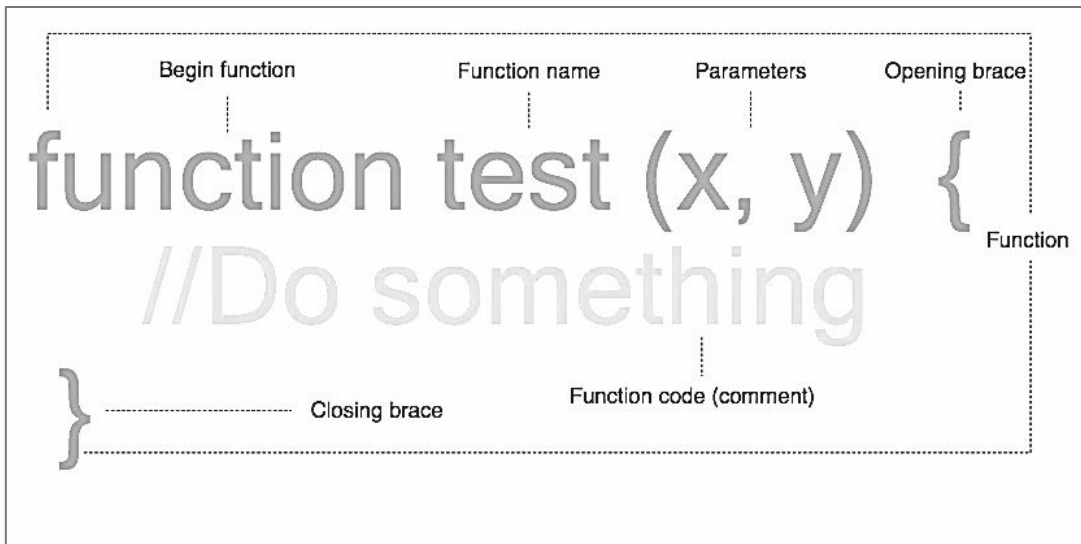 Begin function Function name Parameters Opening brace
function test (x, y) {
Function
//Do something
Function code (comment)
} Closing brace